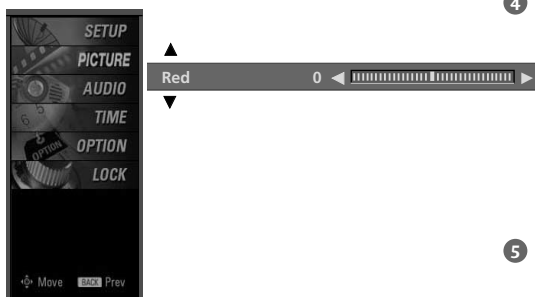 4
SETUP
PICTURE
Red 0
AUDIO
TIME
OPTION
LOCK
5
Move BACK Prev